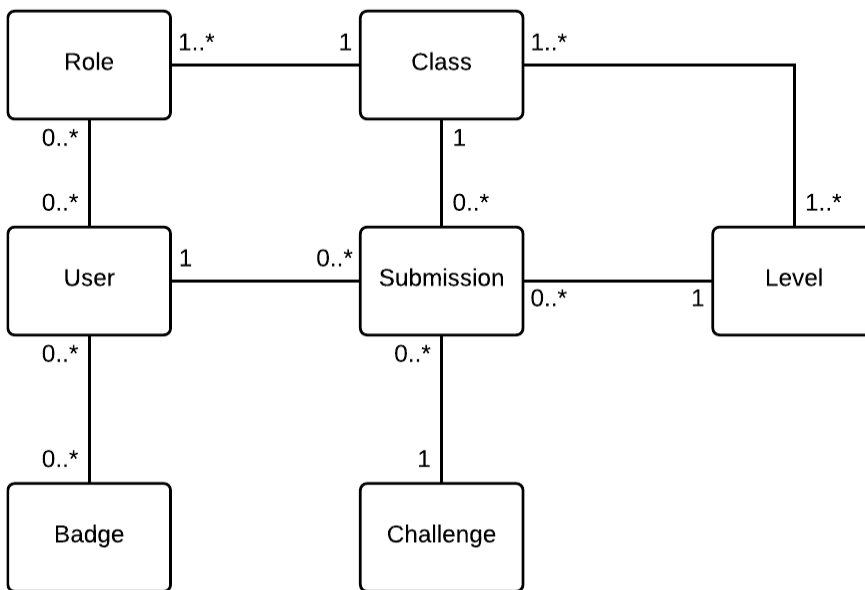 Role
1..*
1
Class
1..*
0..*
1
0..*
0..*
1..*
User
1
0..*
Submission
0..*
1
Level
0..*
0..*
0..*
1
Badge
Challenge